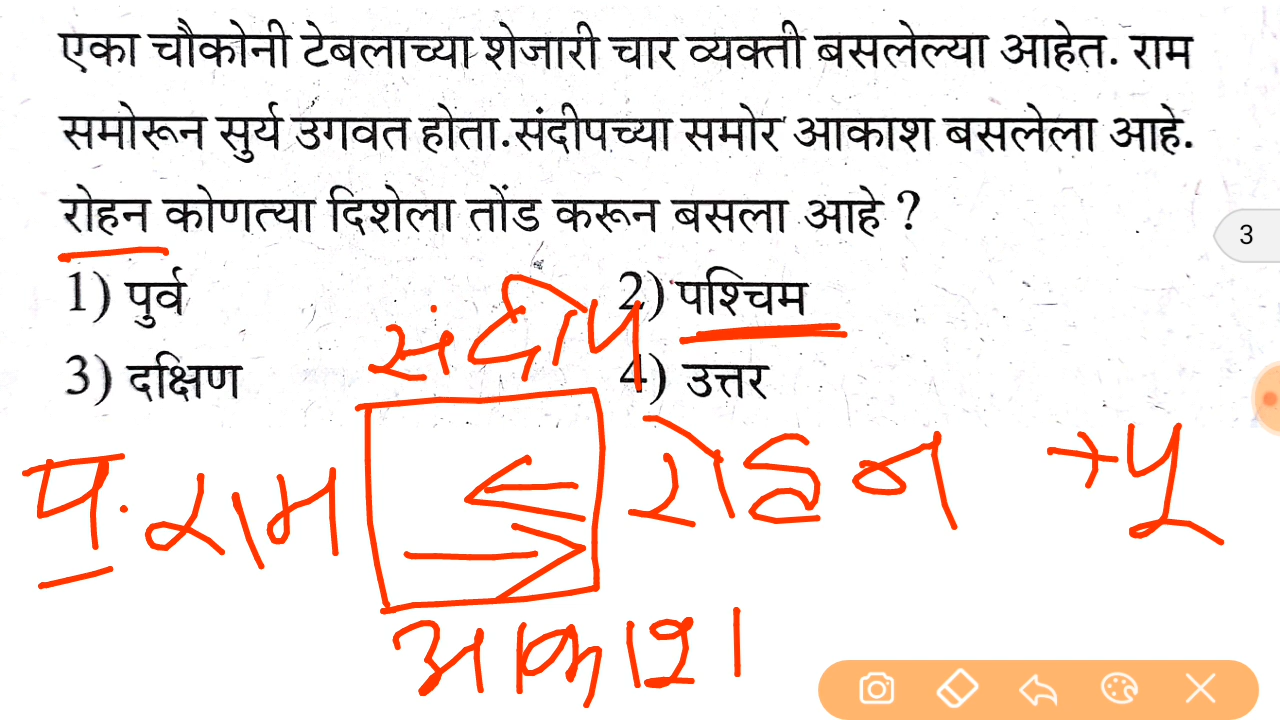 एका चौकोनी टेबलाच्या शेजारी चार व्यक्ती बसलेल्या आहेत. राम
समोरून सुर्य उगवत होता.संदीपच्या समोर आकाश बसलेला आहे.
रोहन कोणत्या दिशेला तोंड करून बसला आहे ?
1) पुर्व
2) पश्चिम
3) दक्षिण
4) उत्तर
संदीप
प. राम रोहन → पू
आकाश
3